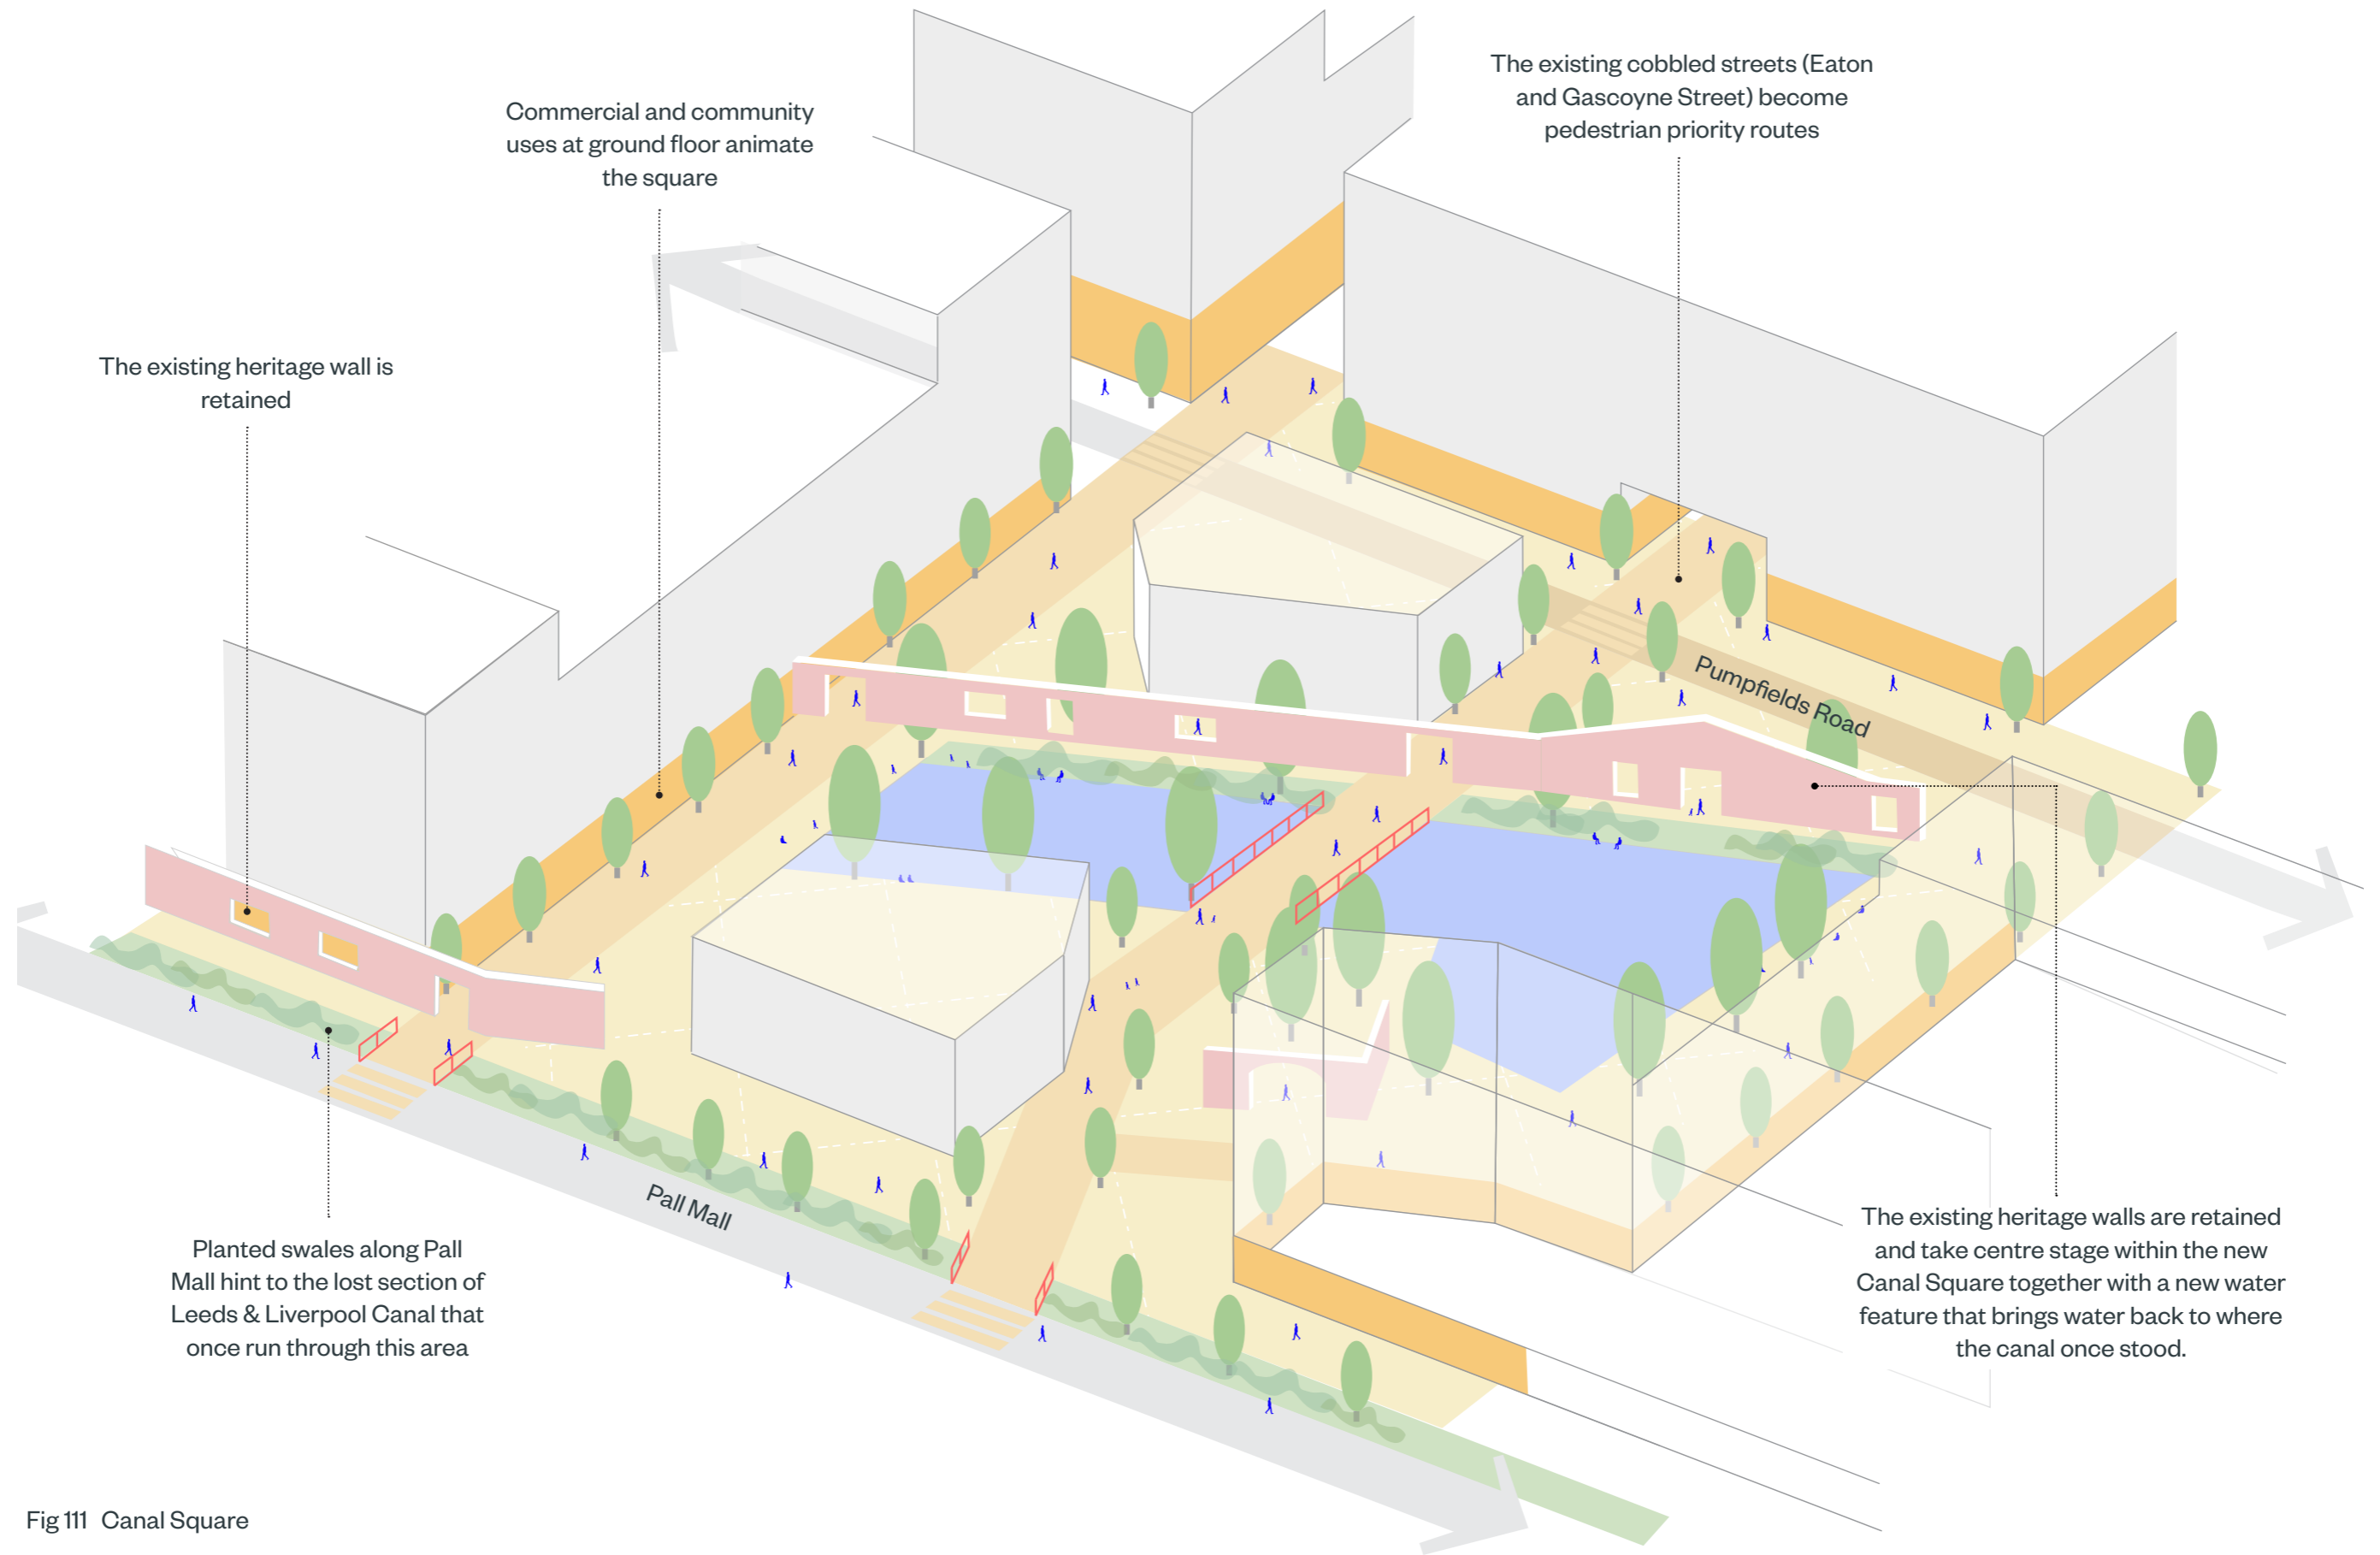 The existing cobbled streets (Eaton
and Gascoyne Street) become
pedestrian priority routes
Commercial and community
uses at ground floor animate
the square
The existing heritage wall is
retained
Pumpfields Road
Pall Mall
Planted swales along Pall
Mall hint to the lost section of
Leeds & Liverpool Canal that
once run through this area
The existing heritage walls are retained
and take centre stage within the new
Canal Square together with a new water
feature that brings water back to where
the canal once stood.
Fig 111 Canal Square